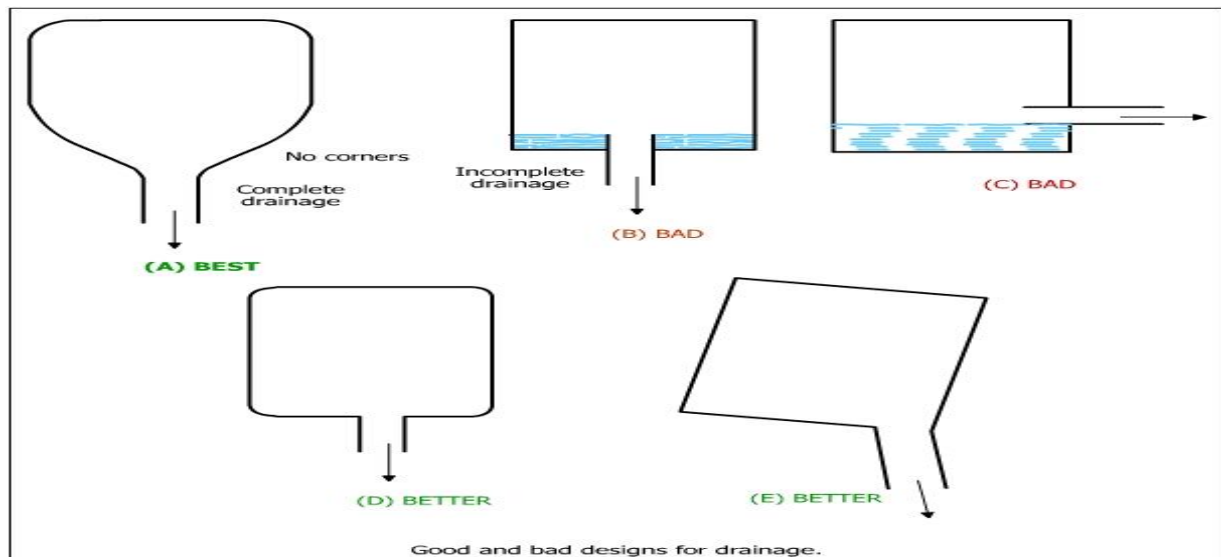 No corners
Complete
drainage
(A) BEST
Incomplete
drainage
(B) BAD
(C) BAD
(D) BETTER
(E) BETTER
Good and bad designs for drainage.